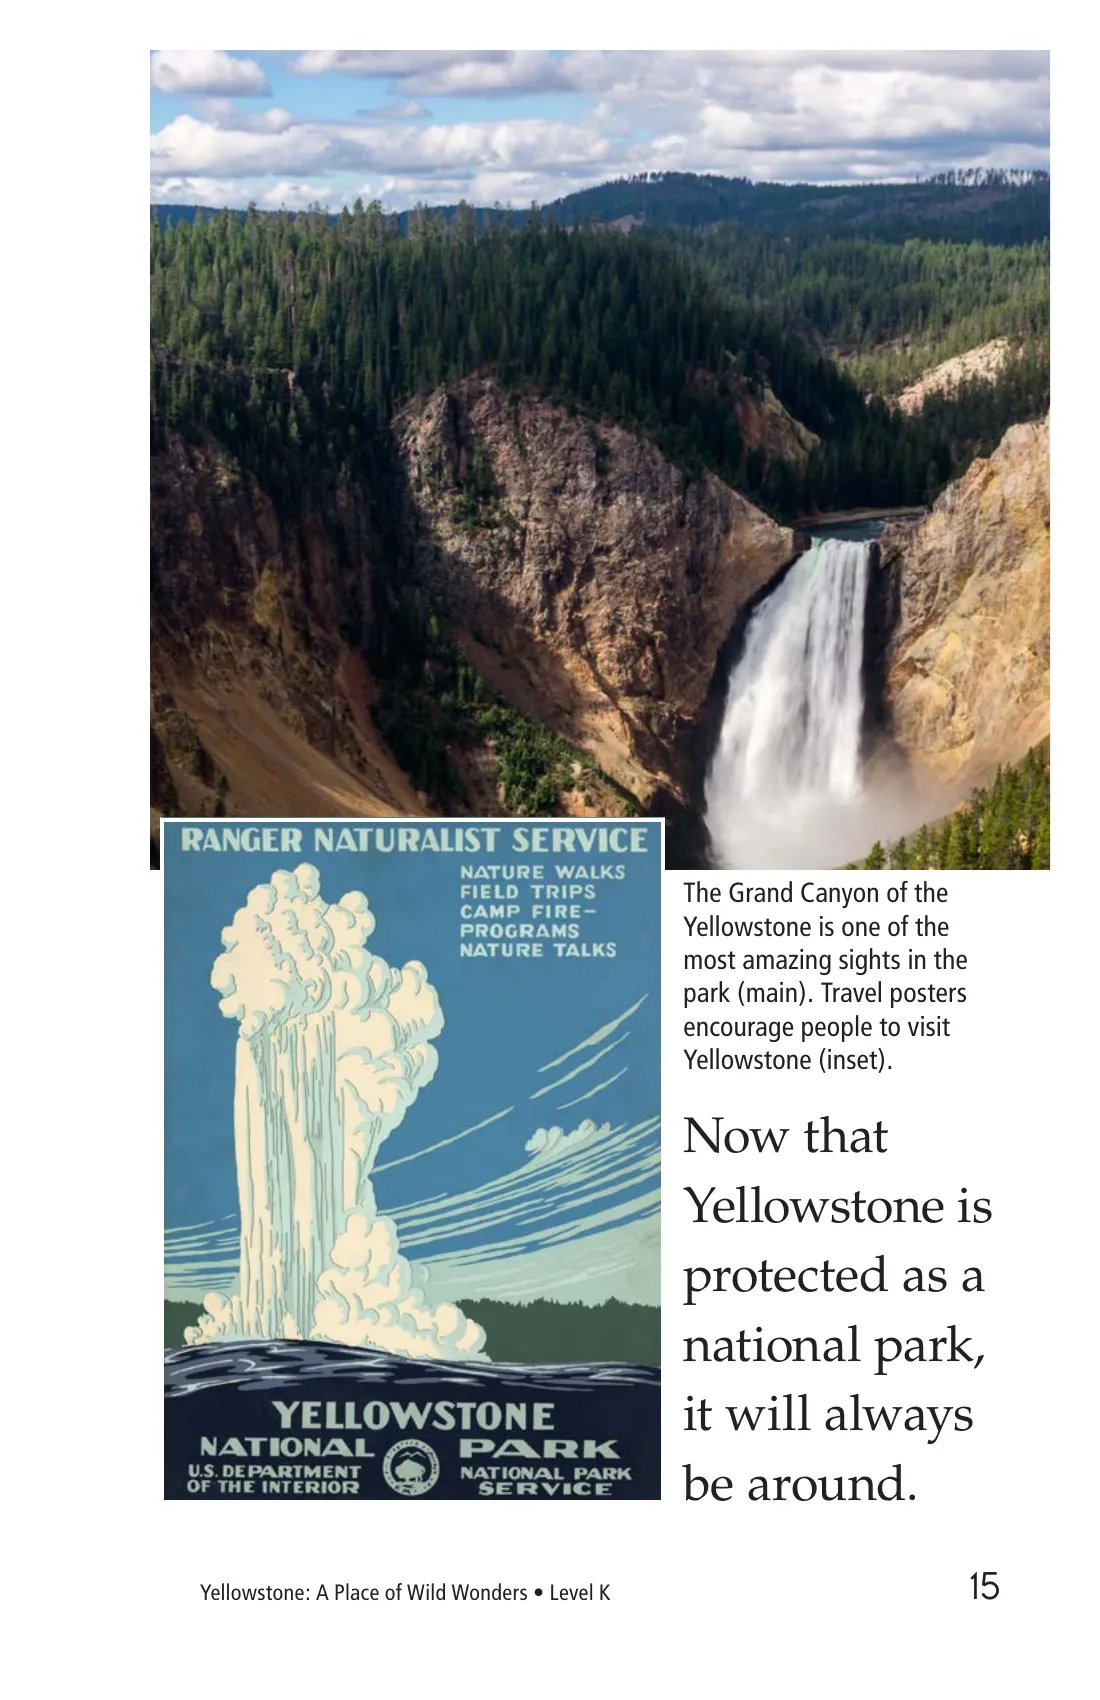 RANGER NATURALIST SERVICE
NATURE WALKS
FIELD TRIPS
CAMP FIRE–
PROGRAMS
NATURE TALKS
YELLOWSTONE
NATIONAL PARK
U.S. DEPARTMENT
OF THE INTERIOR
NATIONAL PARK
SERVICE
The Grand Canyon of the
Yellowstone is one of the
most amazing sights in the
park (main). Travel posters
encourage people to visit
Yellowstone (inset).
Now that
Yellowstone is
protected as a
national park,
it will always
be around.
Yellowstone: A Place of Wild Wonders • Level K
15